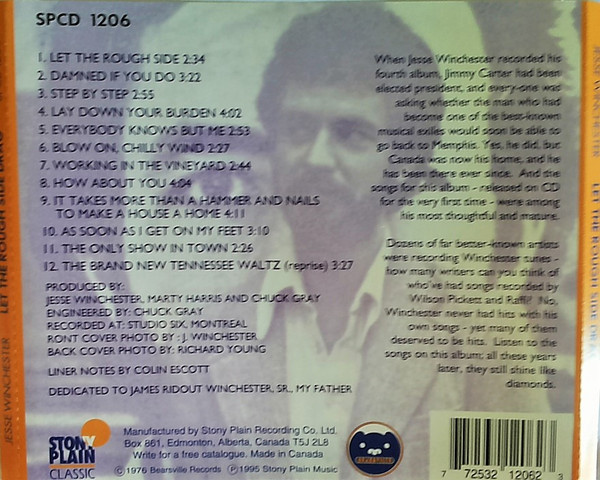 SPCD 1206
1. LET THE ROUGH SIDE 2:34
2. DAMNED IF YOU DO 3:22
3. STEP BY STEP 2:55
4. LAY DOWN YOUR BURDEN 4:02
5. EVERYBODY KNOWS BUT ME 2:53
6. BLOW ON, CHILLY WIND 2:27
7. WORKING IN THE VINEYARD 2:44
8. HOW ABOUT YOU 4:04
9. IT TAKES MORE THAN A HAMMER AND NAILS
TO MAKE A HOUSE A HOME 4:11
10. AS SOON AS I GET ON MY FEET 3:10
11. THE ONLY SHOW IN TOWN 2:26
12. THE BRAND NEW TENNESSEE WALTZ (reprise) 3:27
PRODUCED BY:
JESSE WINCHESTER, MARTY HARRIS AND CHUCK GRAY
ENGINEERED BY: CHUCK GRAY
RECORDED AT: STUDIO SIX, MONTREAL
RONT COVER PHOTO BY : J. WINCHESTER
BACK COVER PHOTO BY: RICHARD YOUNG
LINER NOTES BY COLIN ESCOTT
DEDICATED TO JAMES RIDOUT WINCHESTER, SR., MY FATHER
When Jesse Winchester recorded his
fourth album, Jimmy Carter had been
elected president, and every-one was
asking whether the man who had
become one of the best-known
musical exiles would soon be able to
go back to Memphis. Yes, he did, but
Canada was now his home, and he
has been there ever since. And the
songs for this album - released on CD
for the very first time - were among
his most thoughtful and mature.
Dozens of far better-known artists
were recording Winchester tunes -
how many writers can you think of
who've had songs recorded by
Wilson Pickett and Raffi? No,
Winchester never had hits with his
own songs - yet many of them
deserved to be hits. Listen to the
songs on this album; all these years
later, they still shine like
diamonds.
STONY
PLAIN
CLASSIC
Manufactured by Stony Plain Recording Co. Ltd.
Box 861, Edmonton, Alberta, Canada T5J 2L8
Write for a free catalogue. Made in Canada
© 1976 Bearsville Records ℗ 1995 Stony Plain Music
7 72532 12062 3
JESSE WINCHESTER LET THE ROUGH SIDE DRAG
JESSE WINCHESTER LET THE ROUGH SIDE DRAG